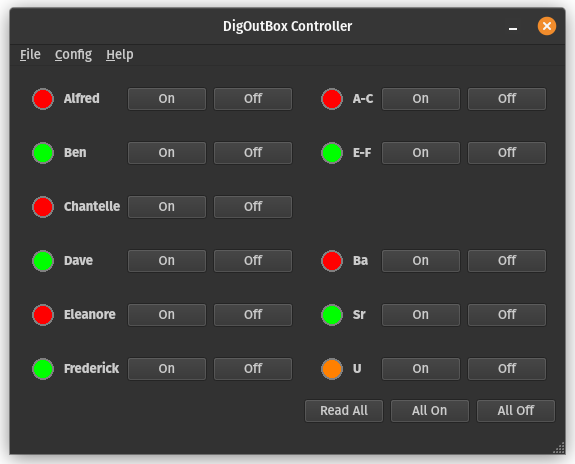 DigOutBox Controller
File Config Help
Alfred On Off A-C On Off
Ben On Off E-F On Off
Chantelle On Off
Dave On Off Ba On Off
Eleanore On Off Sr On Off
Frederick On Off U On Off
Read All All On All Off